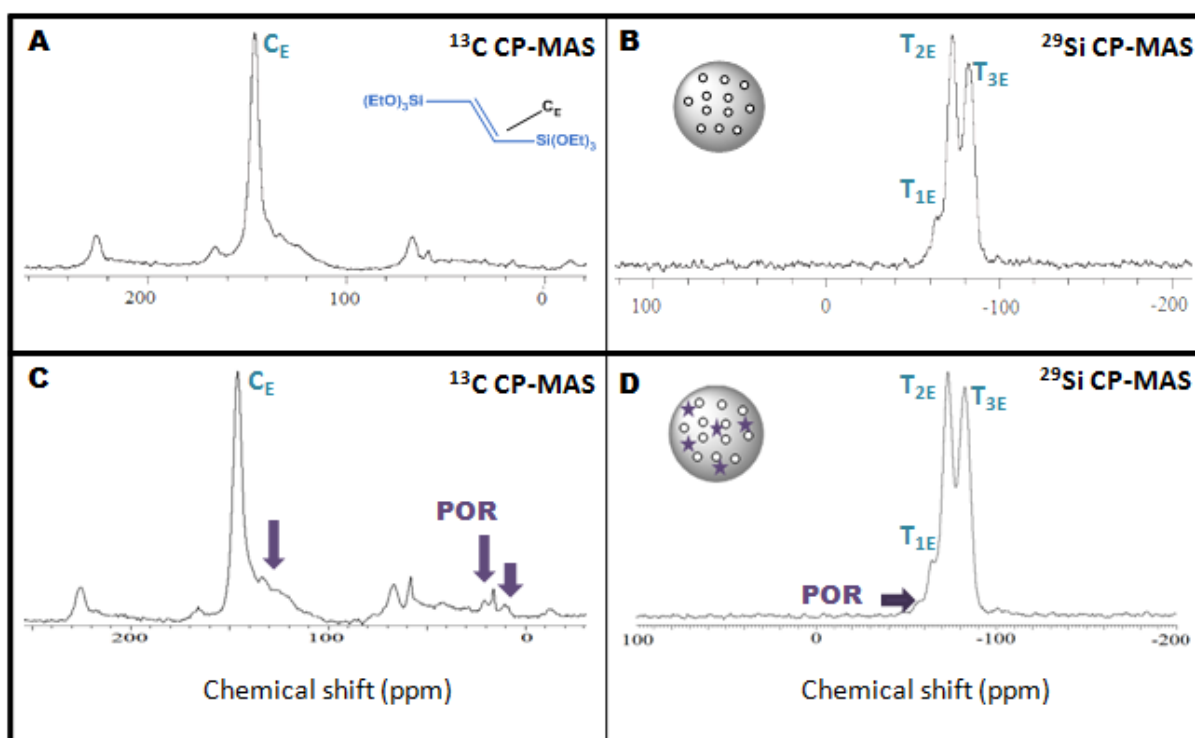 A
C_E
¹³C CP-MAS
(EtO)₃Si
C_E
Si(OEt)₃
200
100
0
B
T₂E
²⁹Si CP-MAS
T₃E
T₁E
100
0
-100
-200
C
C_E
¹³C CP-MAS
POR
200
100
0
Chemical shift (ppm)
D
T₂E
²⁹Si CP-MAS
T₃E
T₁E
POR
100
0
-100
-200
Chemical shift (ppm)